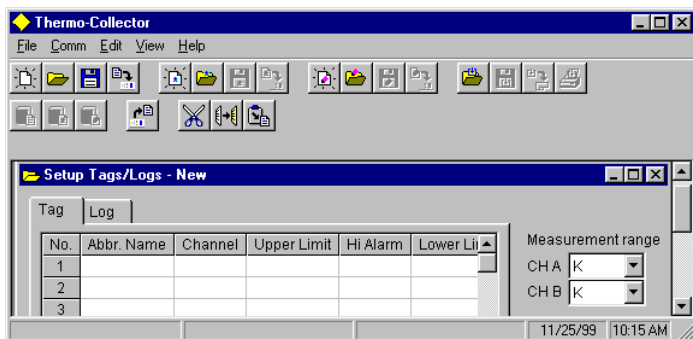 Thermo-Collector
File Comm Edit View Help
Setup Tags/Logs - New
Tag Log
No. Abbr. Name Channel Upper Limit Hi Alarm Lower Li
1
2
3
Measurement range
CH A K
CH B K
11/25/99 10:15 AM